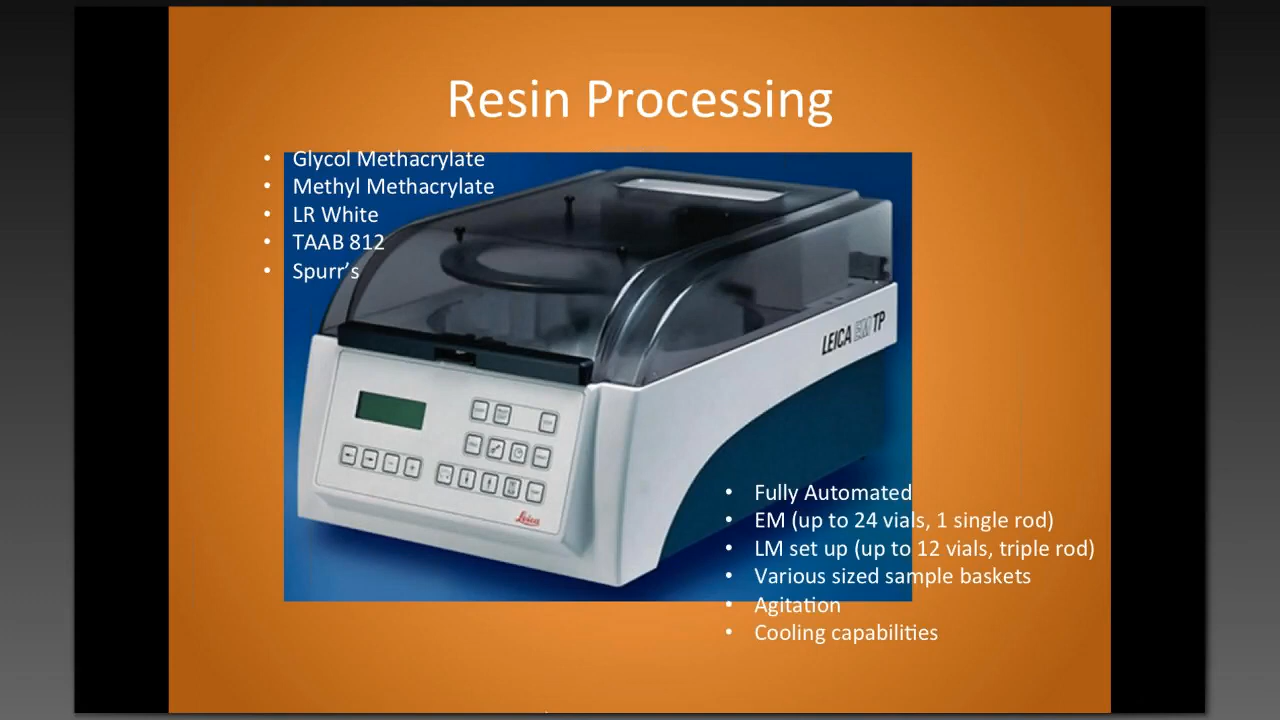 Resin Processing
• Glycol Methacrylate
• Methyl Methacrylate
• LR White
• TAAB 812
• Spurr’s
LEICA EM TP
Leica
• Fully Automated
• EM (up to 24 vials, 1 single rod)
• LM set up (up to 12 vials, triple rod)
• Various sized sample baskets
• Agitation
• Cooling capabilities